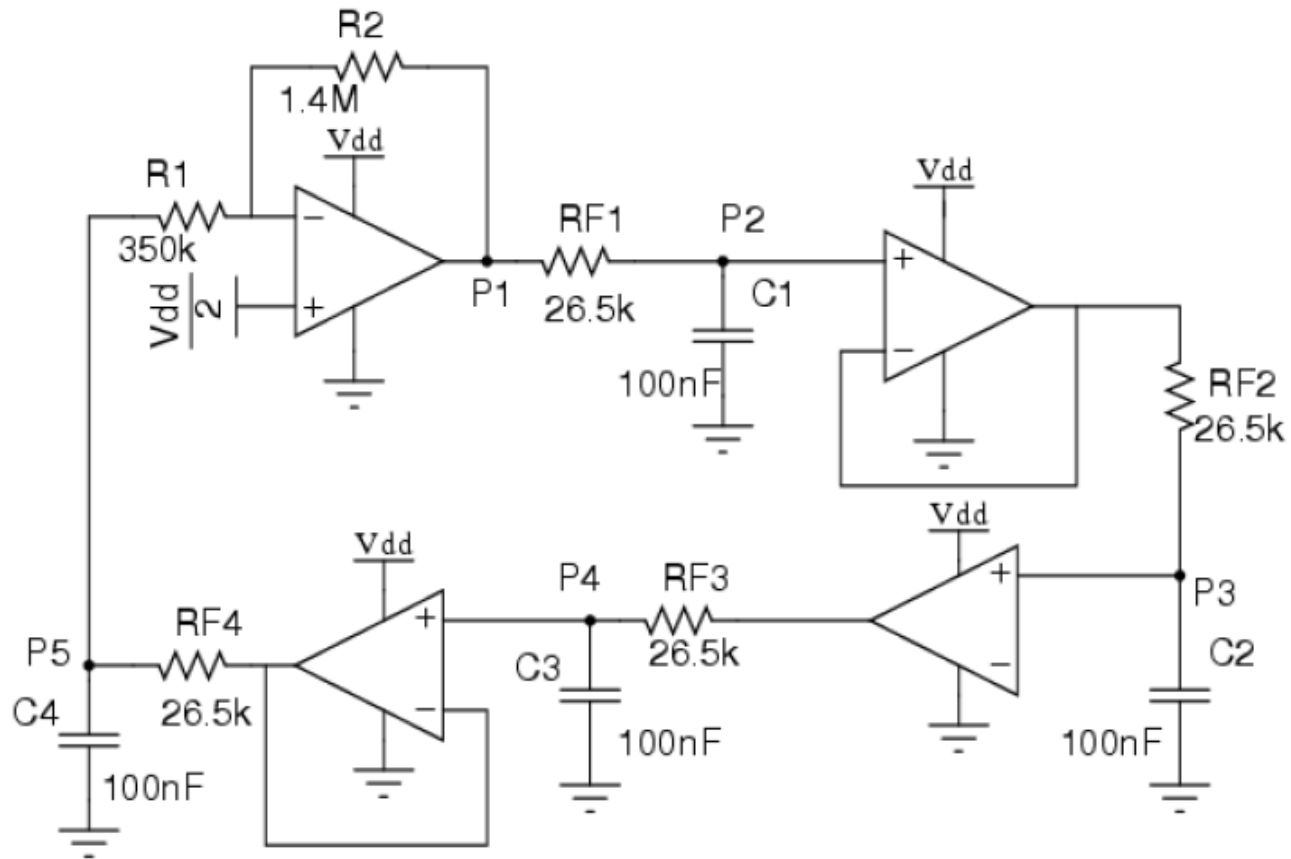 R2
1.4M
Vdd
R1
350k
Vdd
2
−
+
P1
RF1
26.5k
P2
C1
100nF
Vdd
+
−
RF2
26.5k
Vdd
+
−
P3
C2
100nF
P4
RF3
26.5k
C3
100nF
Vdd
+
−
RF4
26.5k
P5
C4
100nF